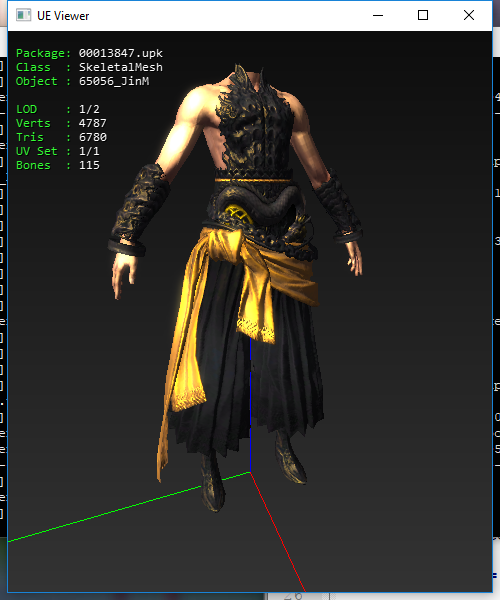 UE Viewer
Package: 00013847.upk
Class : SkeletalMesh
Object : 65056_JinM
LOD : 1/2
Verts : 4787
Tris : 6780
UV Set : 1/1
Bones : 115